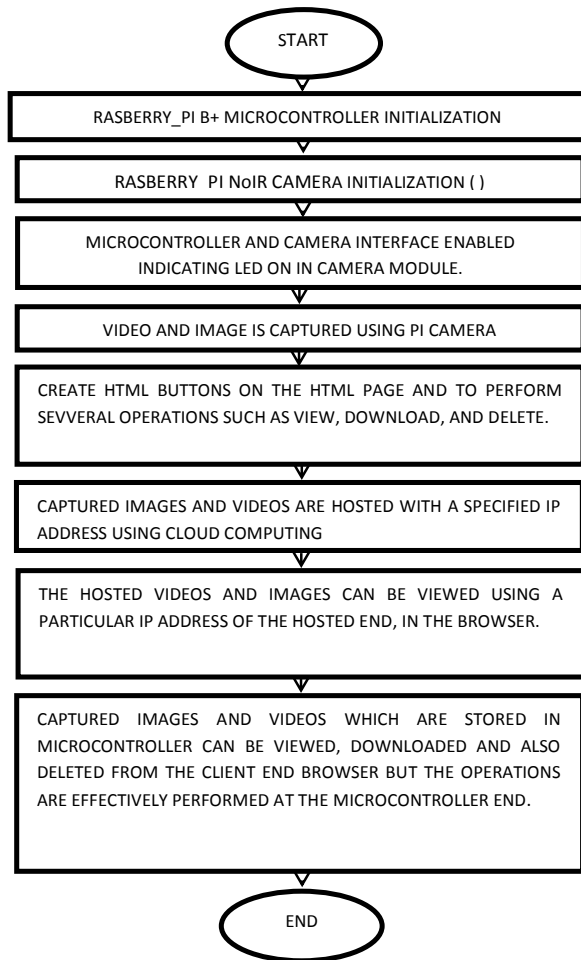 START
RASBERRY_PI B+ MICROCONTROLLER INITIALIZATION
RASBERRY PI NoIR CAMERA INITIALIZATION ( )
MICROCONTROLLER AND CAMERA INTERFACE ENABLED
INDICATING LED ON IN CAMERA MODULE.
VIDEO AND IMAGE IS CAPTURED USING PI CAMERA
CREATE HTML BUTTONS ON THE HTML PAGE AND TO PERFORM
SEVVERAL OPERATIONS SUCH AS VIEW, DOWNLOAD, AND DELETE.
CAPTURED IMAGES AND VIDEOS ARE HOSTED WITH A SPECIFIED IP
ADDRESS USING CLOUD COMPUTING
THE HOSTED VIDEOS AND IMAGES CAN BE VIEWED USING A
PARTICULAR IP ADDRESS OF THE HOSTED END, IN THE BROWSER.
CAPTURED IMAGES AND VIDEOS WHICH ARE STORED IN
MICROCONTROLLER CAN BE VIEWED, DOWNLOADED AND ALSO
DELETED FROM THE CLIENT END BROWSER BUT THE OPERATIONS
ARE EFFECTIVELY PERFORMED AT THE MICROCONTROLLER END.
END